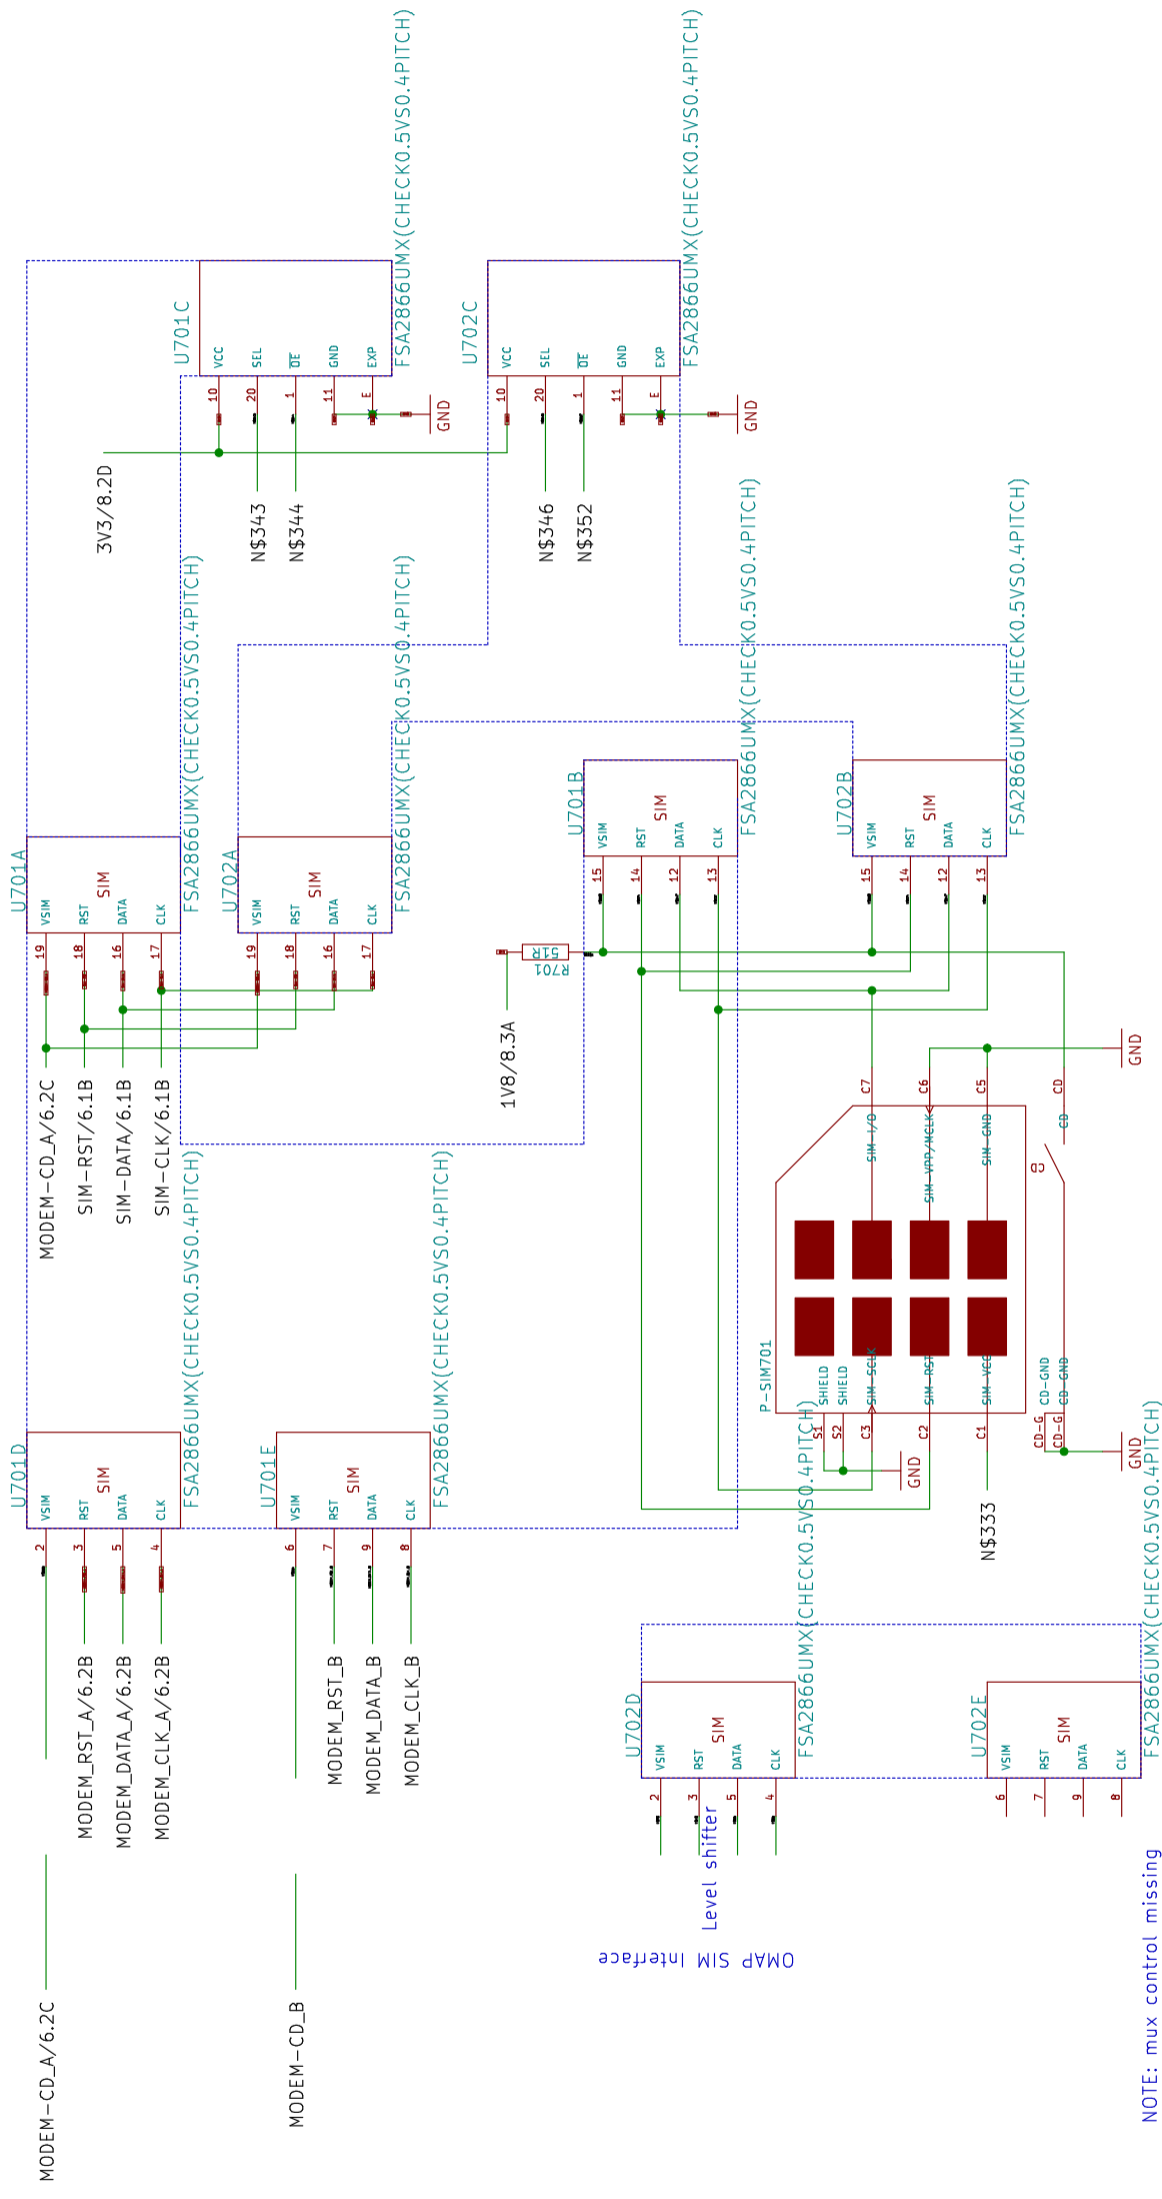 U701C
VCC
SEL
OE
GND
EXP
10
20
1
11
E
FSA2866UMX(CHECK0.5VS0.4PITCH)
GND
3V3/8.2D
N$343
N$344
U702C
VCC
SEL
OE
GND
EXP
10
20
1
11
E
FSA2866UMX(CHECK0.5VS0.4PITCH)
GND
N$346
N$352
U701A
SIM
VSIM
RST
DATA
CLK
19
18
16
17
FSA2866UMX(CHECK0.5VS0.4PITCH)
MODEM-CD_A/6.2C
SIM-RST/6.1B
SIM-DATA/6.1B
SIM-CLK/6.1B
U702A
SIM
VSIM
RST
DATA
CLK
19
18
16
17
FSA2866UMX(CHECK0.5VS0.4PITCH)
U701B
SIM
VSIM
RST
DATA
CLK
15
14
12
13
FSA2866UMX(CHECK0.5VS0.4PITCH)
U702B
SIM
VSIM
RST
DATA
CLK
15
14
12
13
FSA2866UMX(CHECK0.5VS0.4PITCH)
51R
R701
1V8/8.3A
GND
C7
C6
C5
CD
SIM-I/O
SIM-VPP/MCLK
SIM-GND
CD
P-SIM701
SHIELD
SHIELD
SIM-SCLK
SIM-RST
SIM-VCC
CD-GND
CD-GND
S1
S2
C3
C2
C1
CD-G
CD-G
GND
GND
N$333
U701D
SIM
VSIM
RST
DATA
CLK
2
3
5
4
FSA2866UMX(CHECK0.5VS0.4PITCH)
MODEM_RST_A/6.2B
MODEM_DATA_A/6.2B
MODEM_CLK_A/6.2B
MODEM-CD_A/6.2C
U701E
SIM
VSIM
RST
DATA
CLK
6
7
9
8
FSA2866UMX(CHECK0.5VS0.4PITCH)
MODEM_RST_B
MODEM_DATA_B
MODEM_CLK_B
MODEM-CD_B
U702D
SIM
VSIM
RST
DATA
CLK
2
3
5
4
FSA2866UMX(CHECK0.5VS0.4PITCH)
Level shifter
OMAP SIM Interface
U702E
SIM
VSIM
RST
DATA
CLK
6
7
9
8
FSA2866UMX(CHECK0.5VS0.4PITCH)
NOTE: mux control missing